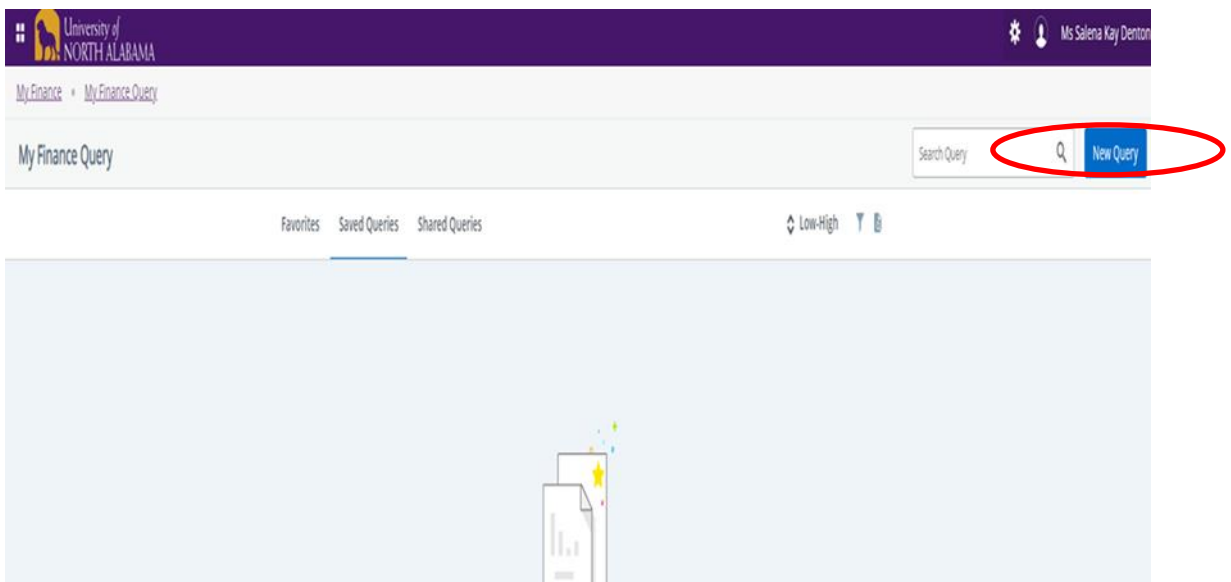 University of
NORTH ALABAMA
Ms Salena Kay Denton
My Finance • My Finance Query
My Finance Query
Search Query
New Query
Favorites Saved Queries Shared Queries
Low-High